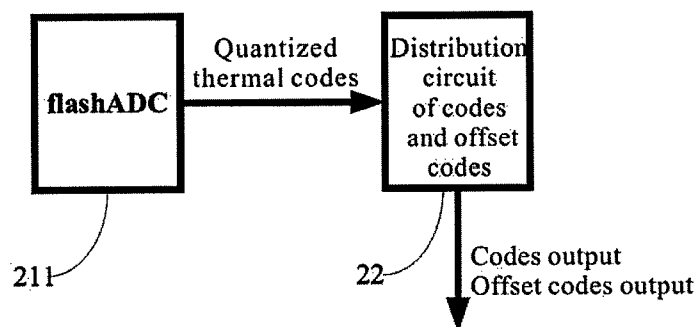 flashADC
Quantized
thermal codes
Distribution
circuit
of codes
and offset
codes
211
22
Codes output
Offset codes output